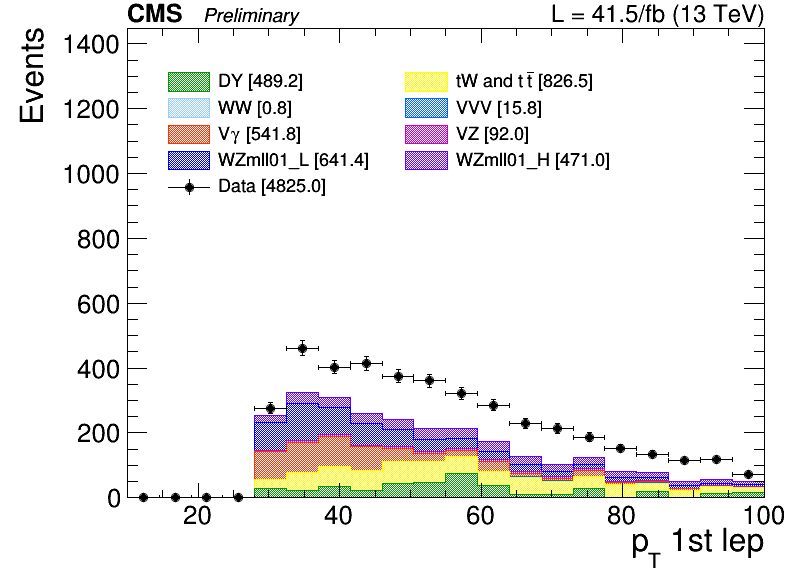 CMS Preliminary L = 41.5/fb (13 TeV)
Events
1400
1200
1000
800
600
400
200
0
DY [489.2]
tW and t t̅ [826.5]
WW [0.8]
VVV [15.8]
Vγ [541.8]
VZ [92.0]
WZmll01_L [641.4]
WZmll01_H [471.0]
Data [4825.0]
20 40 60 80 100
p_T 1st lep